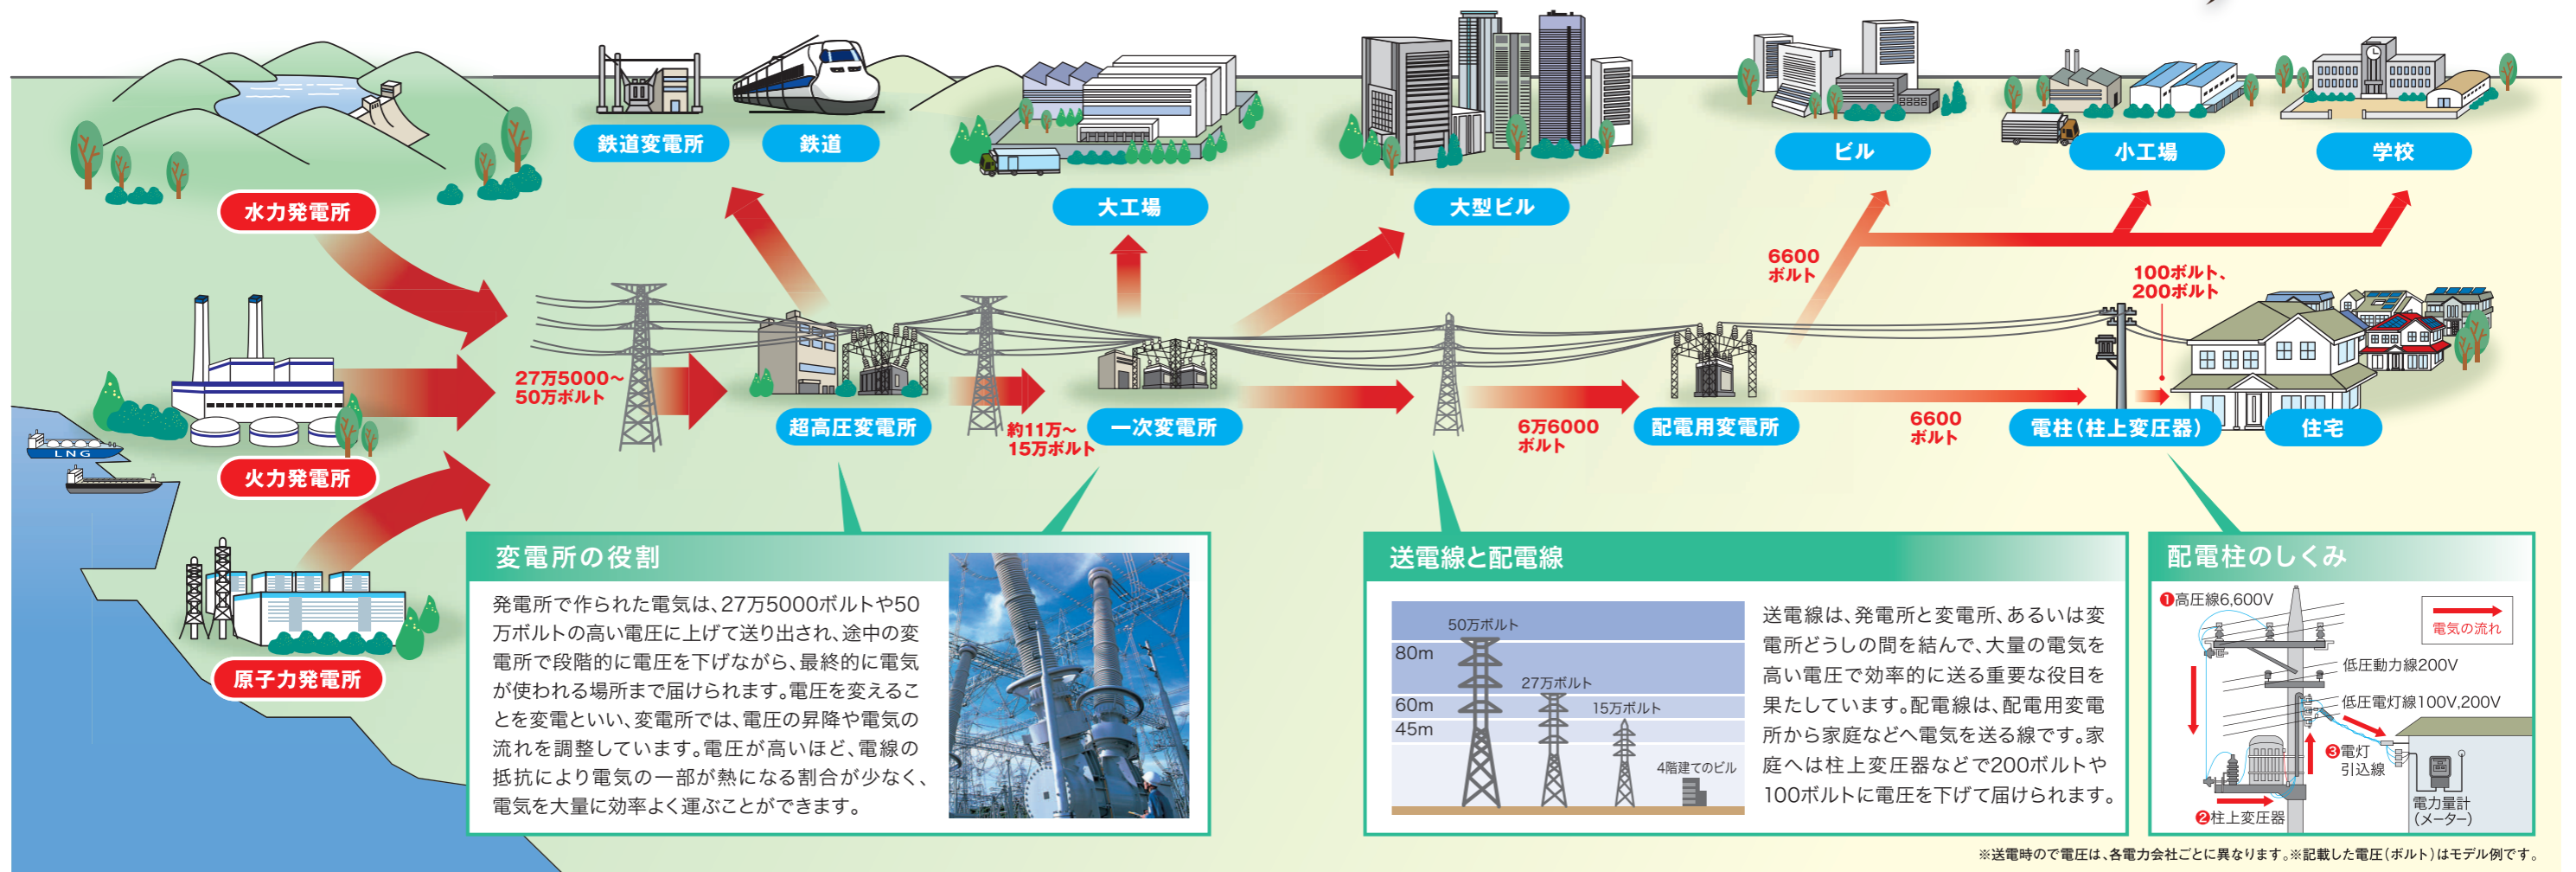 鉄道変電所
鉄道
大工場
大型ビル
ビル
小工場
学校
水力発電所
火力発電所
原子力発電所
LNG
27万5000～
50万ボルト
超高圧変電所
約11万～
15万ボルト
一次変電所
6万6000
ボルト
配電用変電所
6600
ボルト
6600
ボルト
100ボルト、
200ボルト
電柱（柱上変圧器）
住宅
変電所の役割
発電所で作られた電気は、27万5000ボルトや50
万ボルトの高い電圧に上げて送り出され、途中の変
電所で段階的に電圧を下げながら、最終的に電気
が使われる場所まで届けられます。電圧を変えるこ
とを変電といい、変電所では、電圧の昇降や電気の
流れを調整しています。電圧が高いほど、電線の
抵抗により電気の一部が熱になる割合が少なく、
電気を大量に効率よく運ぶことができます。
送電線と配電線
50万ボルト
80m
27万ボルト
60m
15万ボルト
45m
4階建てのビル
送電線は、発電所と変電所、あるいは変
電所どうしの間を結んで、大量の電気を
高い電圧で効率的に送る重要な役目を
果たしています。配電線は、配電用変電
所から家庭などへ電気を送る線です。家
庭へは柱上変圧器などで200ボルトや
100ボルトに電圧を下げて届けられます。
配電柱のしくみ
❶高圧線6,600V
電気の流れ
低圧動力線200V
低圧電灯線100V,200V
❸電灯
引込線
電力量計
（メーター）
❷柱上変圧器
※送電時ので電圧は、各電力会社ごとに異なります。※記載した電圧（ボルト）はモデル例です。